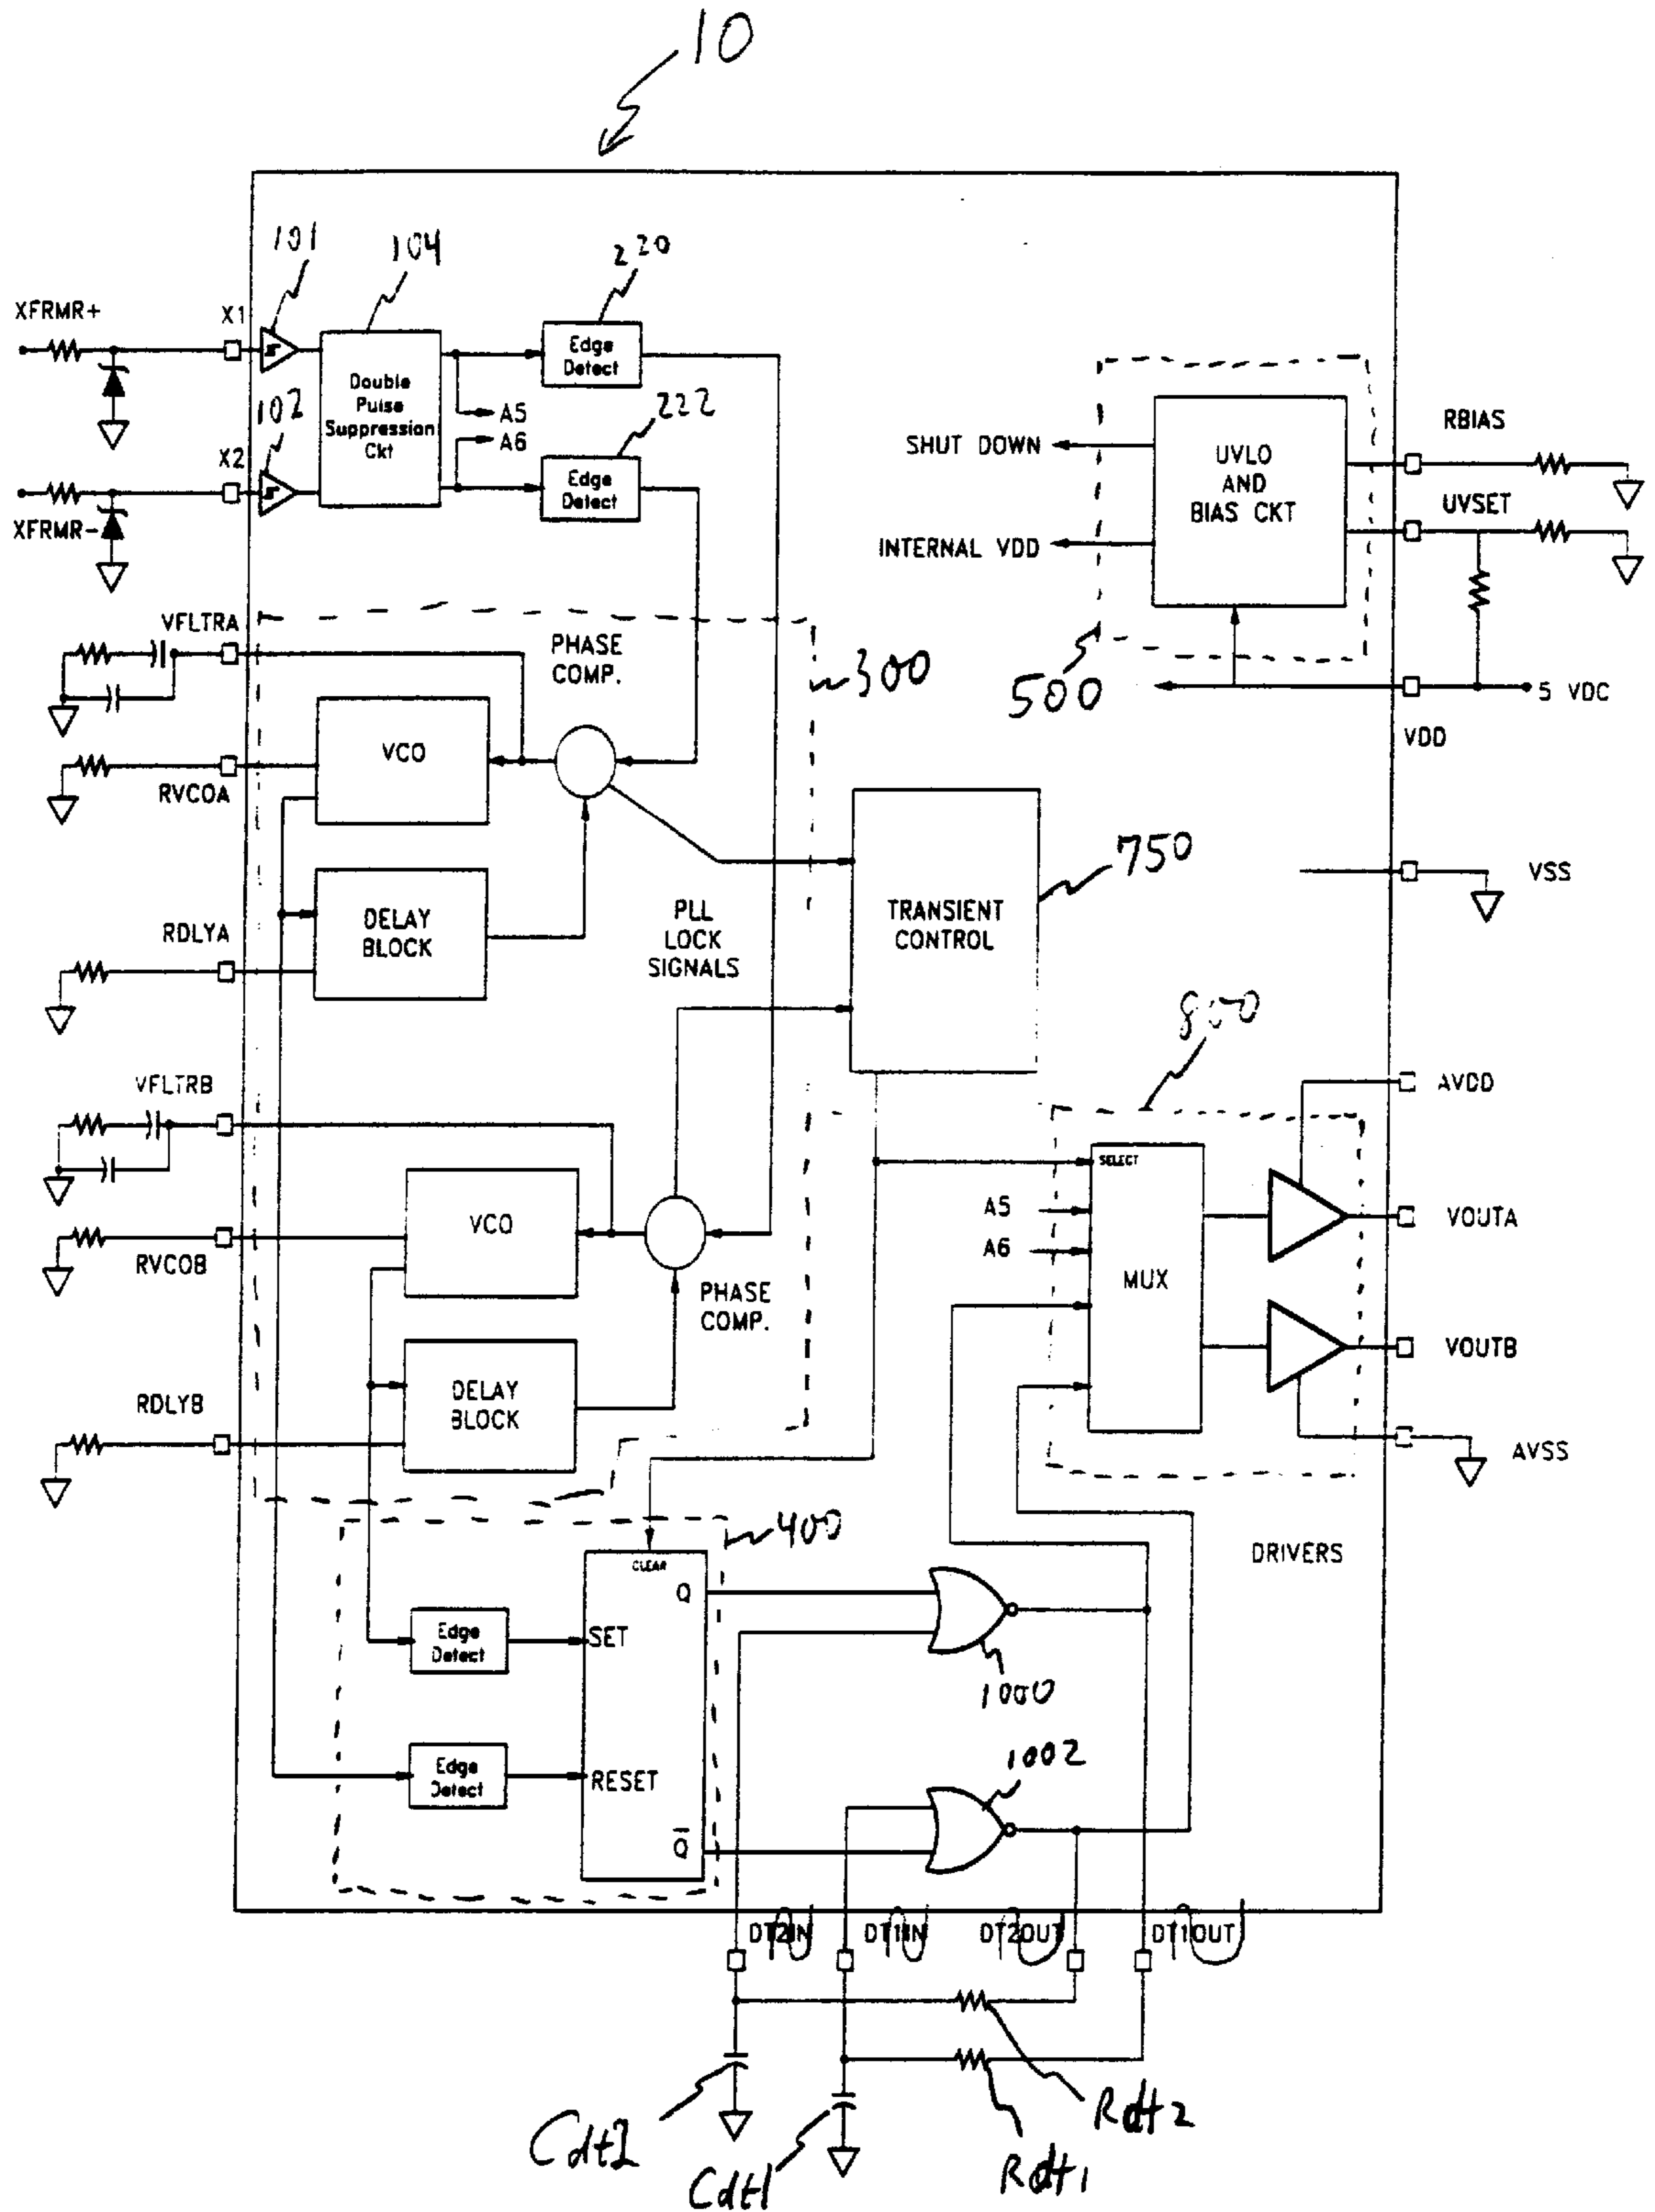 10
101
104
220
XFRMR+
X1
Edge
Detect
Double
Pulse
Suppression
Ckt
102
A5
A6
222
X2
Edge
Detect
XFRMR-
SHUT DOWN
INTERNAL VDD
UVLO
AND
BIAS CKT
RBIAS
UVSET
500
5 VDC
VDD
VFLTRA
PHASE
COMP.
300
VCO
RVCOA
RDLYA
DELAY
BLOCK
PLL
LOCK
SIGNALS
TRANSIENT
CONTROL
750
VSS
800
AVDD
VFLTRB
VCO
RVCOB
PHASE
COMP.
RDLYB
DELAY
BLOCK
SELECT
A5
A6
MUX
VOUTA
VOUTB
AVSS
DRIVERS
400
CLEAR
Q
Edge
Detect
SET
1000
Edge
Detect
RESET
1002
Q̅
DT2IN
DT1IN
DT2OUT
DT1OUT
Cdt2
Cdt1
Rdt2
Rdt1